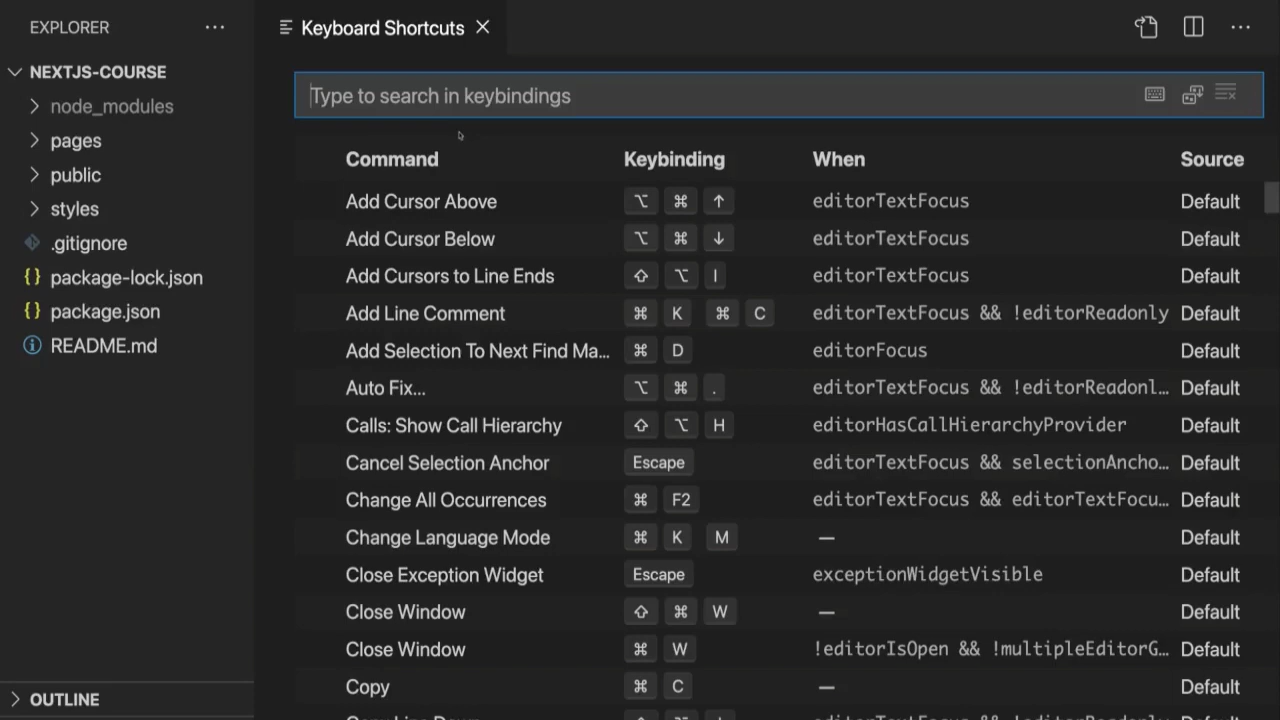 EXPLORER ...
NEXTJS-COURSE
node_modules
pages
public
styles
.gitignore
{} package-lock.json
{} package.json
README.md
OUTLINE
Keyboard Shortcuts
Type to search in keybindings
Command Keybinding When Source
Add Cursor Above ⌥ ⌘ ↑ editorTextFocus Default
Add Cursor Below ⌥ ⌘ ↓ editorTextFocus Default
Add Cursors to Line Ends ⇧ ⌥ I editorTextFocus Default
Add Line Comment ⌘ K ⌘ C editorTextFocus && !editorReadonly Default
Add Selection To Next Find Ma... ⌘ D editorFocus Default
Auto Fix... ⌥ ⌘ . editorTextFocus && !editorReadonl… Default
Calls: Show Call Hierarchy ⇧ ⌥ H editorHasCallHierarchyProvider Default
Cancel Selection Anchor Escape editorTextFocus && selectionAncho… Default
Change All Occurrences ⌘ F2 editorTextFocus && editorTextFocu… Default
Change Language Mode ⌘ K M — Default
Close Exception Widget Escape exceptionWidgetVisible Default
Close Window ⇧ ⌘ W — Default
Close Window ⌘ W !editorIsOpen && !multipleEditorG… Default
Copy ⌘ C — Default